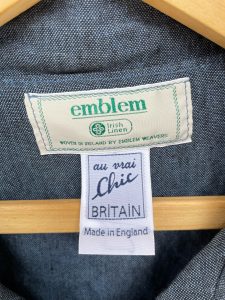 emblem
Irish
Linen
WOVEN IN IRELAND BY EMBLEM WEAVERS
au vrai
Chic
BRITAIN
Made in England